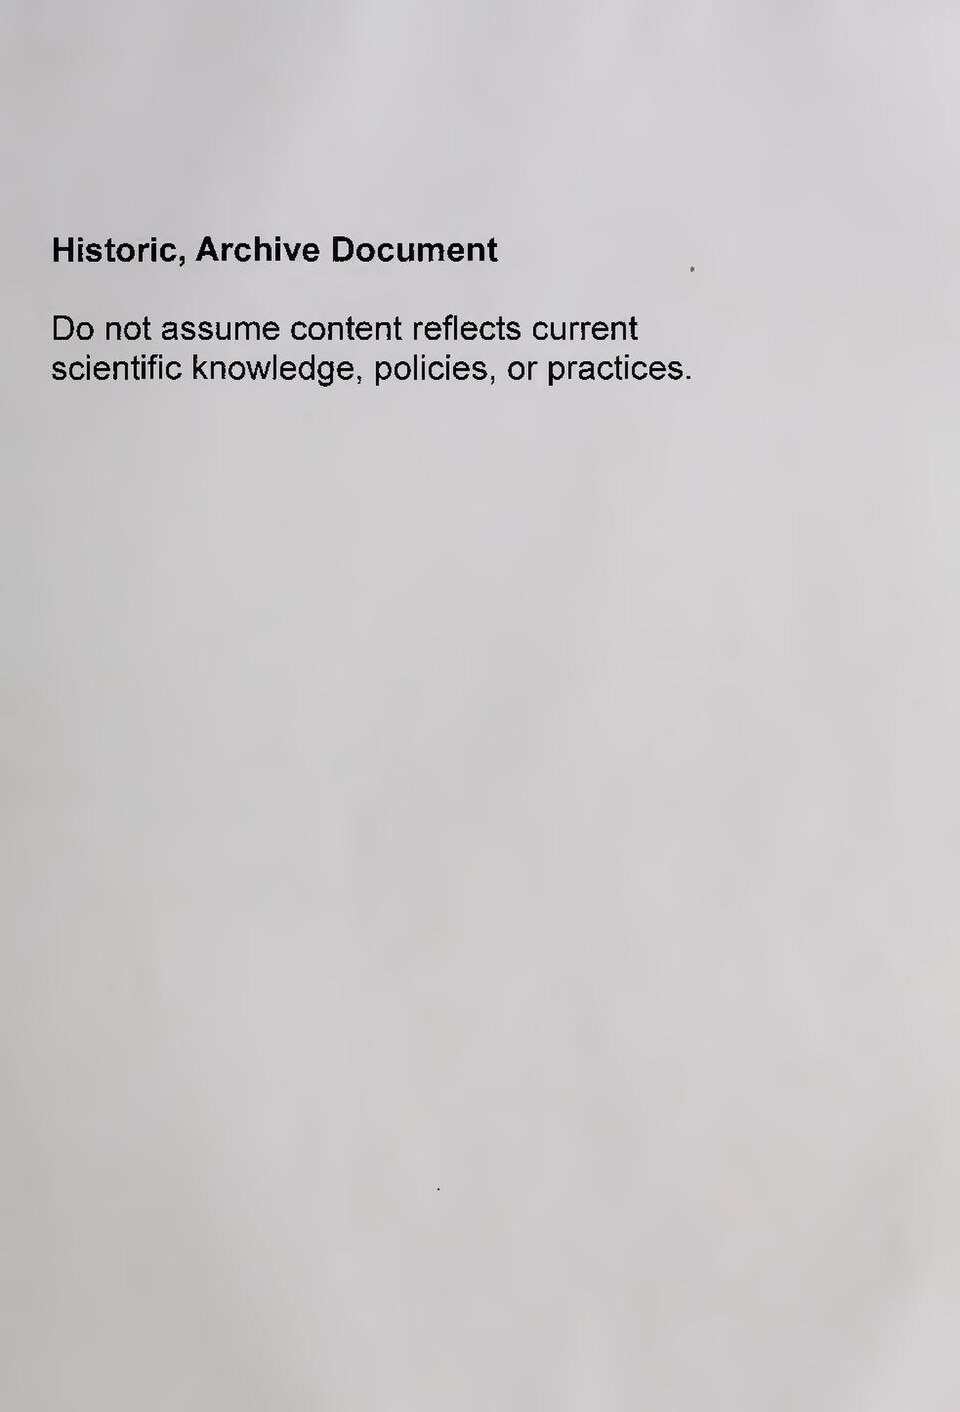 Historic, Archive Document
Do not assume content reflects current
scientific knowledge, policies, or practices.